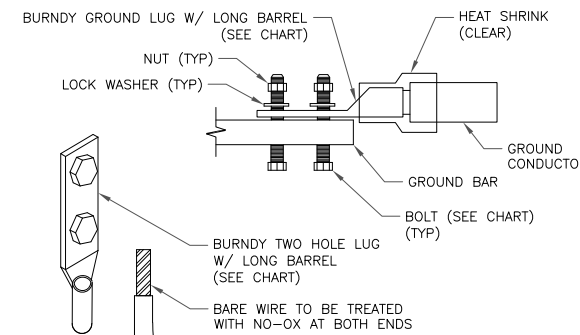 BURNDY GROUND LUG W/ LONG BARREL
(SEE CHART)
HEAT SHRINK
(CLEAR)
NUT (TYP)
LOCK WASHER (TYP)
GROUND
CONDUCTO
GROUND BAR
BOLT (SEE CHART)
(TYP)
BURNDY TWO HOLE LUG
W/ LONG BARREL
(SEE CHART)
BARE WIRE TO BE TREATED
WITH NO-OX AT BOTH ENDS